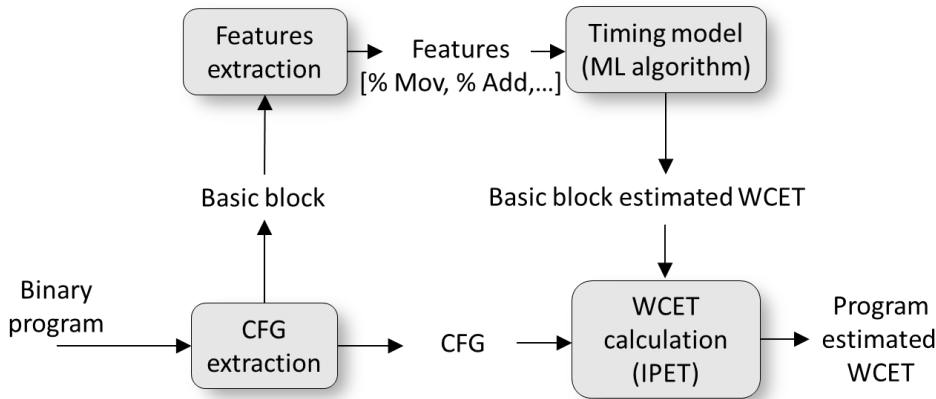 Features
extraction
Features
[% Mov, % Add,...]
Timing model
(ML algorithm)
Basic block
Basic block estimated WCET
Binary
program
CFG
extraction
CFG
WCET
calculation
(IPET)
Program
estimated
WCET